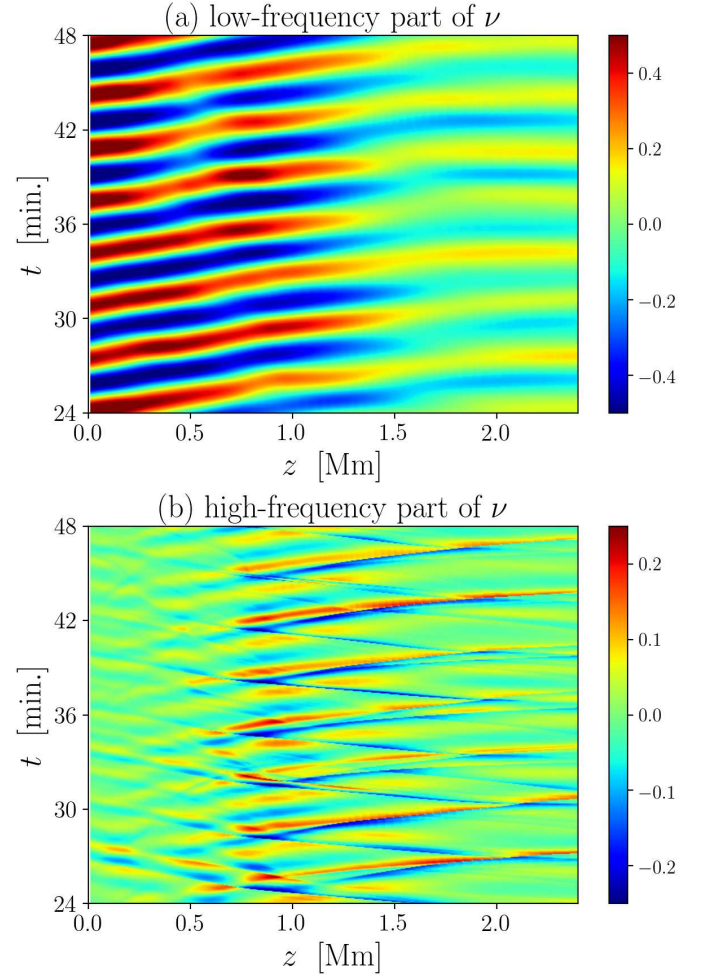 (a) low-frequency part of ν
48
42
36
30
24
t [min.]
0.0 0.5 1.0 1.5 2.0
z [Mm]
0.4
0.2
0.0
−0.2
−0.4
(b) high-frequency part of ν
48
42
36
30
24
t [min.]
0.0 0.5 1.0 1.5 2.0
z [Mm]
0.2
0.1
0.0
−0.1
−0.2